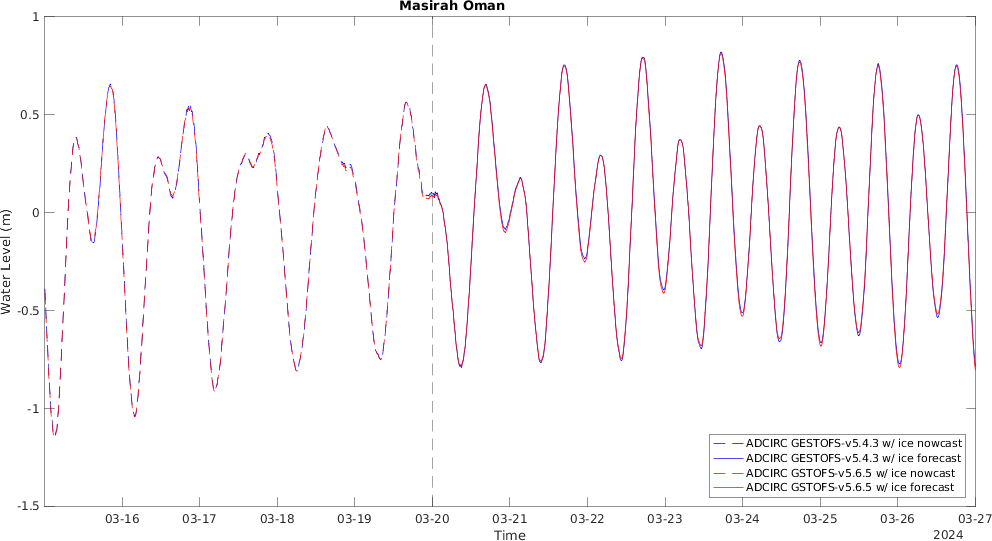 Masirah Oman
1
0.5
0
-0.5
-1
-1.5
Water Level (m)
03-16 03-17 03-18 03-19 03-20 03-21 03-22 03-23 03-24 03-25 03-26 03-27
Time
2024
ADCIRC GESTOFS-v5.4.3 w/ ice nowcast
ADCIRC GESTOFS-v5.4.3 w/ ice forecast
ADCIRC GSTOFS-v5.6.5 w/ ice nowcast
ADCIRC GSTOFS-v5.6.5 w/ ice forecast